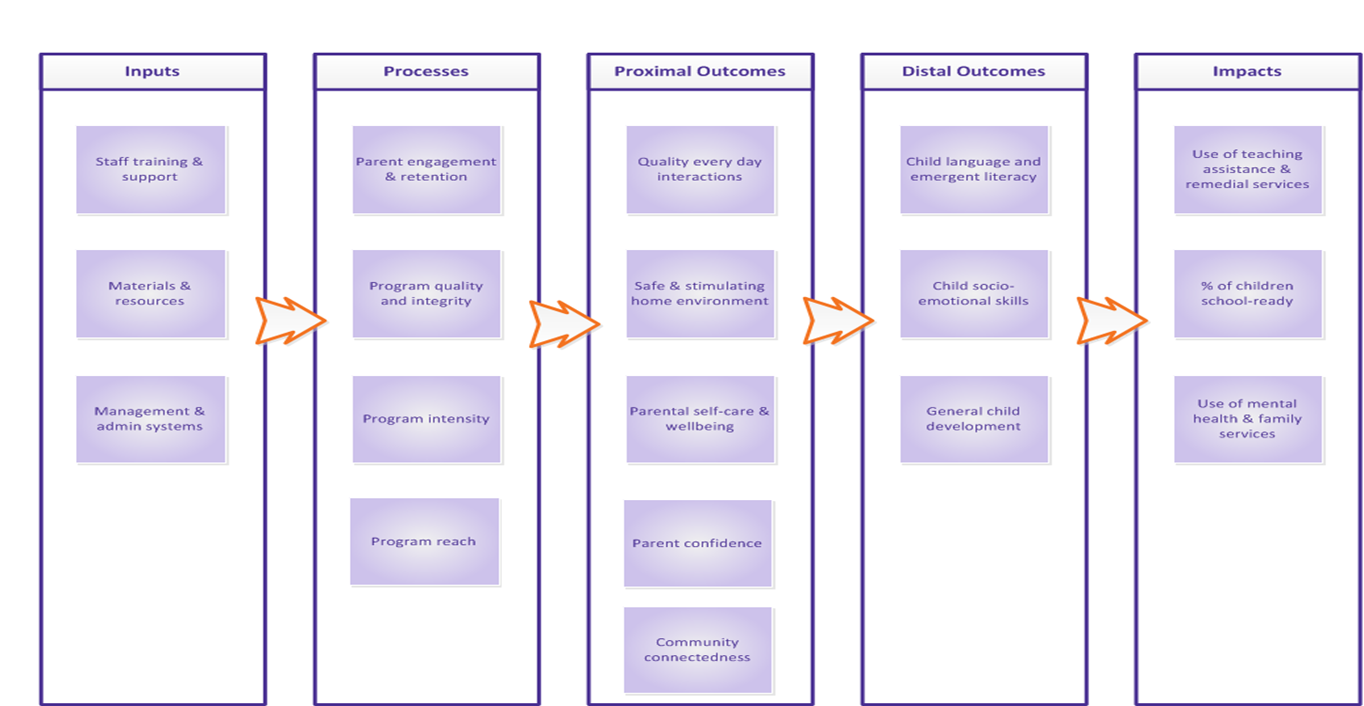 Inputs
Staff training &
support
Materials &
resources
Management &
admin systems
Processes
Parent engagement
& retention
Program quality
and integrity
Program intensity
Program reach
Proximal Outcomes
Quality every day
interactions
Safe & stimulating
home environment
Parental self-care &
wellbeing
Parent confidence
Community
connectedness
Distal Outcomes
Child language and
emergent literacy
Child socio-
emotional skills
General child
development
Impacts
Use of teaching
assistance &
remedial services
% of children
school-ready
Use of mental
health & family
services